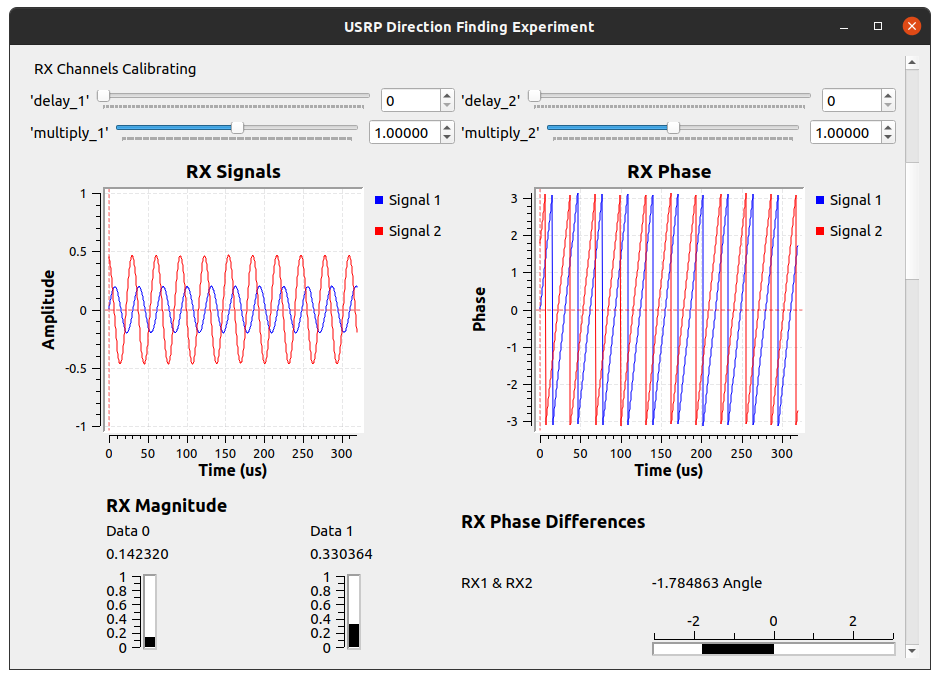 USRP Direction Finding Experiment
RX Channels Calibrating
'delay_1' 0 'delay_2' 0
'multiply_1' 1.00000 'multiply_2' 1.00000
RX Signals
1
0.5
0
-0.5
-1
Amplitude
0 50 100 150 200 250 300
Time (us)
Signal 1
Signal 2
RX Phase
3
2
1
0
-1
-2
-3
Phase
0 50 100 150 200 250 300
Time (us)
Signal 1
Signal 2
RX Magnitude
Data 0
0.142320
1
0.8
0.6
0.4
0.2
0
Data 1
0.330364
1
0.8
0.6
0.4
0.2
0
RX Phase Differences
RX1 & RX2 -1.784863 Angle
-2 0 2